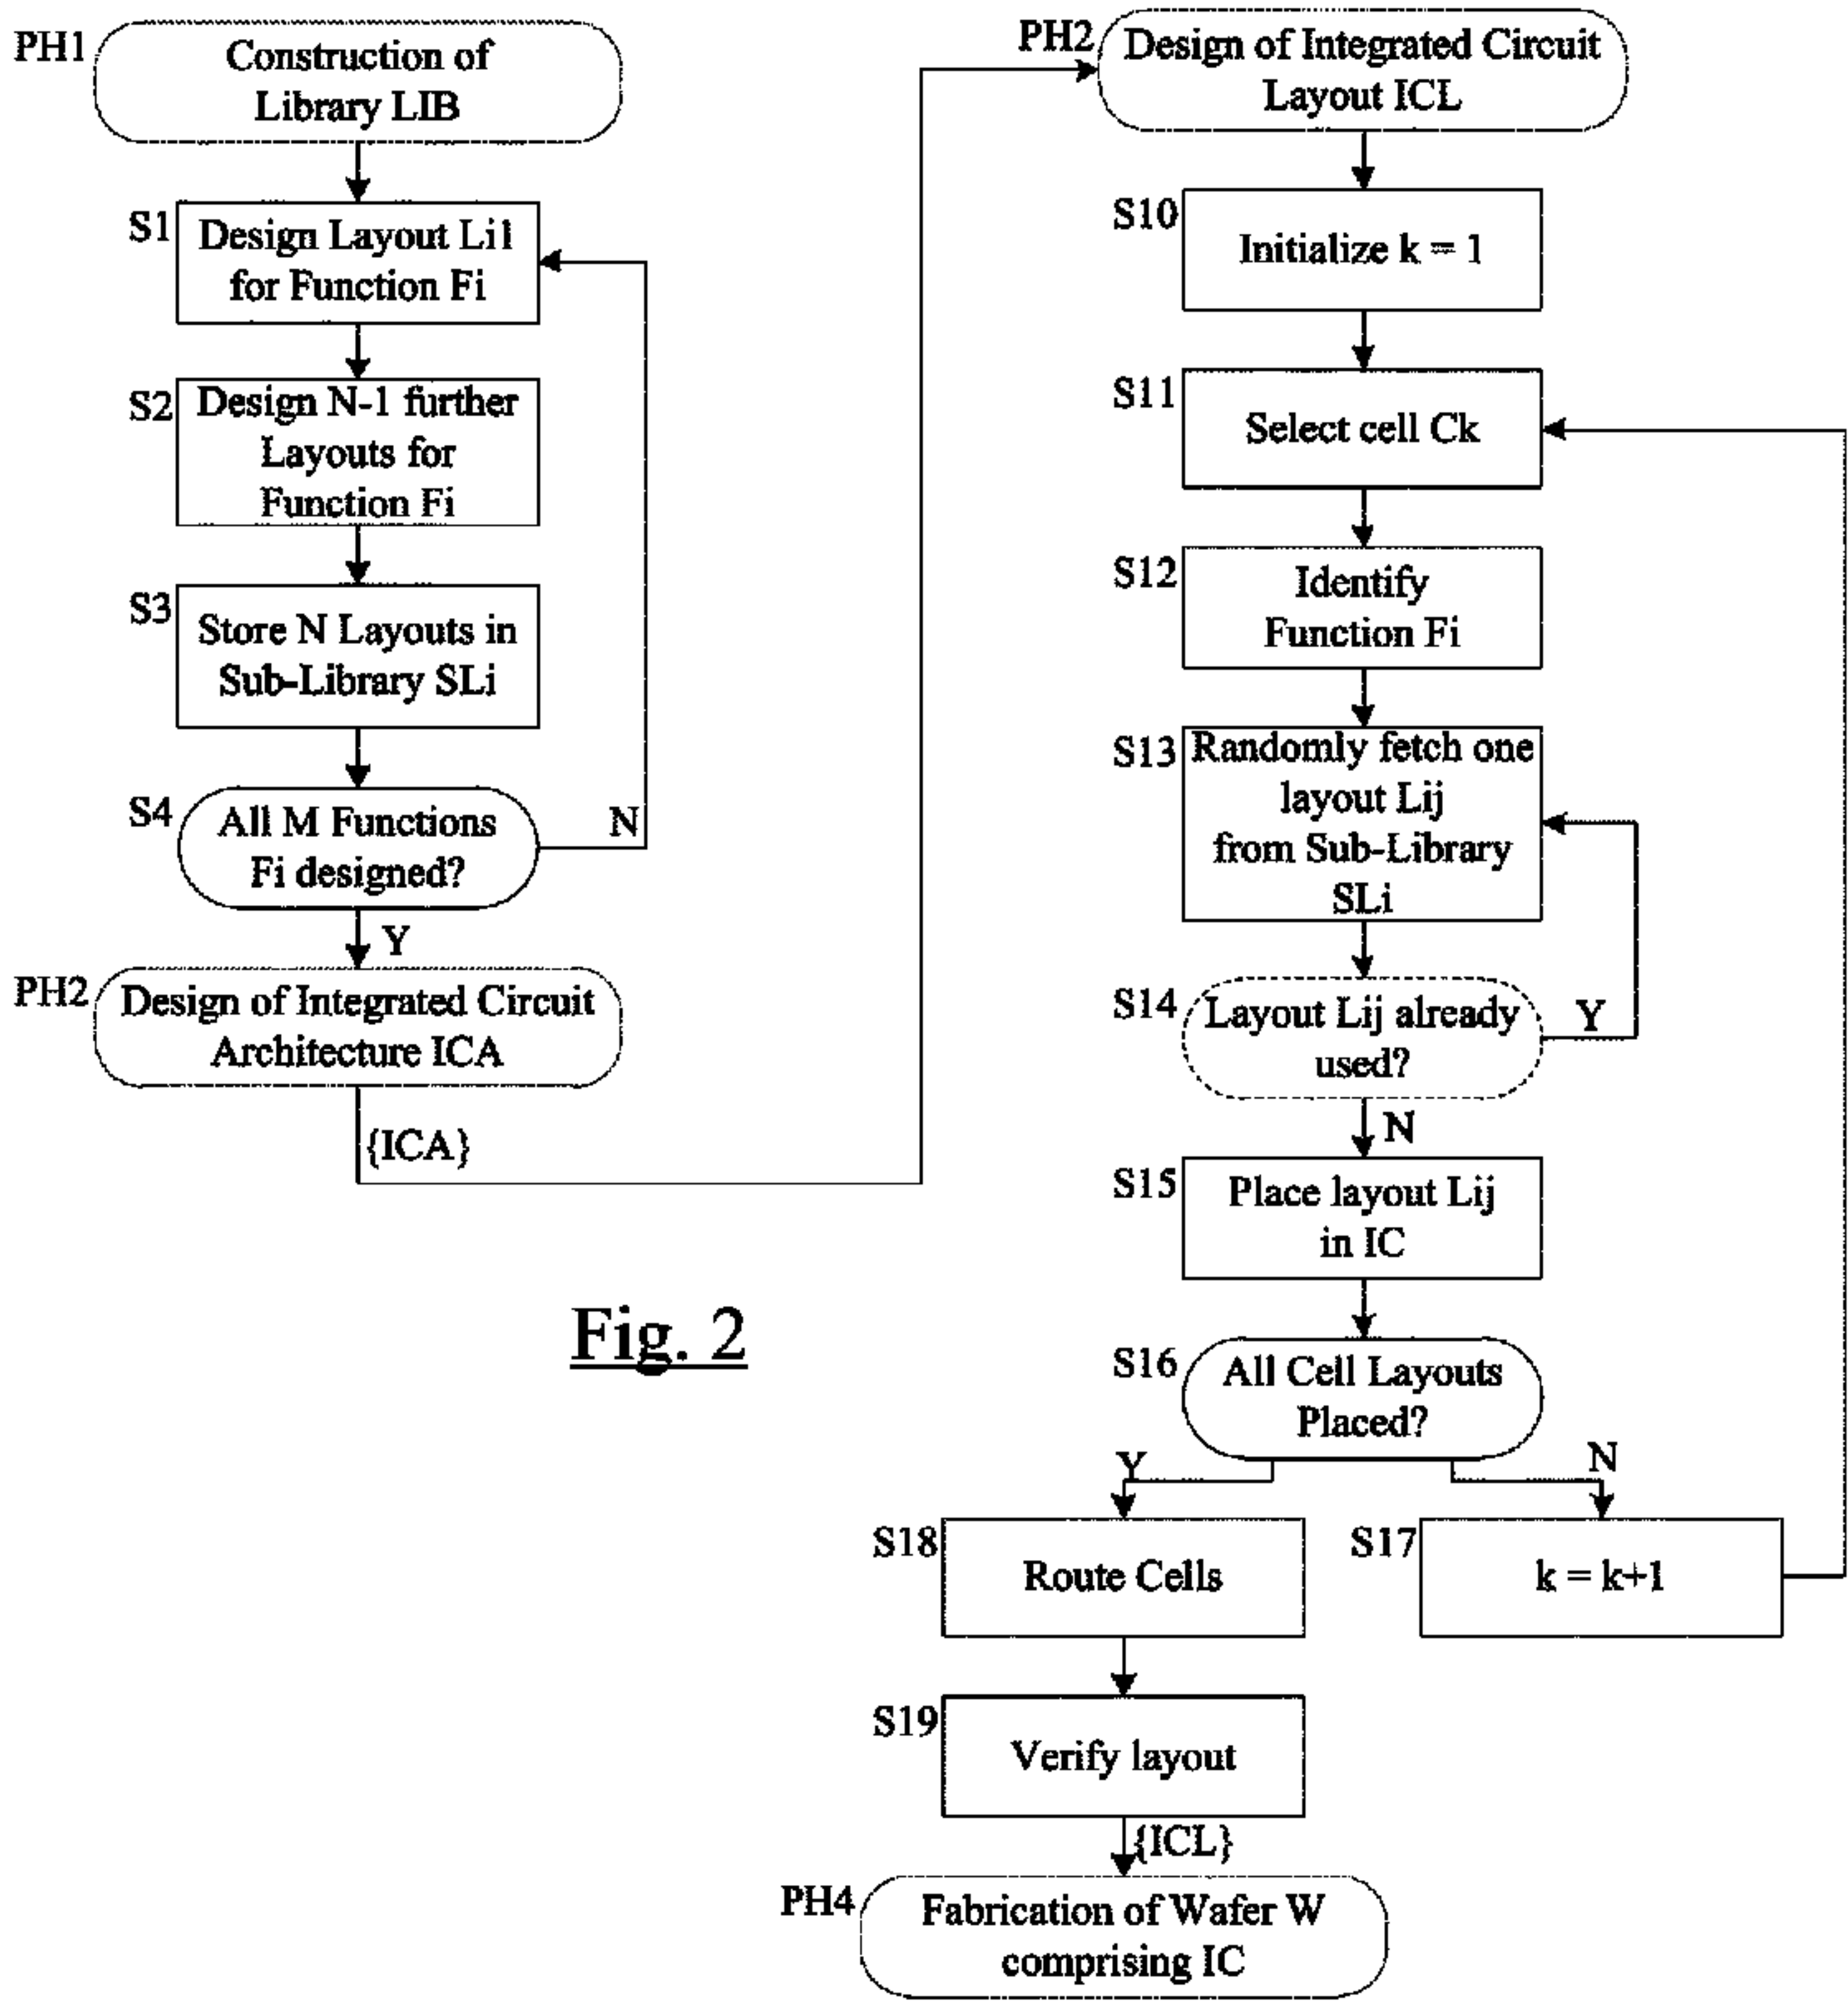 PH1
Construction of
Library LIB
S1
Design Layout Li1
for Function Fi
S2
Design N-1 further
Layouts for
Function Fi
S3
Store N Layouts in
Sub-Library SLi
S4
All M Functions
Fi designed?
N
Y
PH2
Design of Integrated Circuit
Architecture ICA
{ICA}
PH2
Design of Integrated Circuit
Layout ICL
S10
Initialize k = 1
S11
Select cell Ck
S12
Identify
Function Fi
S13
Randomly fetch one
layout Lij
from Sub-Library
SLi
S14
Layout Lij already
used?
Y
N
S15
Place layout Lij
in IC
S16
All Cell Layouts
Placed?
Y
N
S18
Route Cells
S17
k = k+1
S19
Verify layout
{ICL}
PH4
Fabrication of Wafer W
comprising IC
Fig. 2